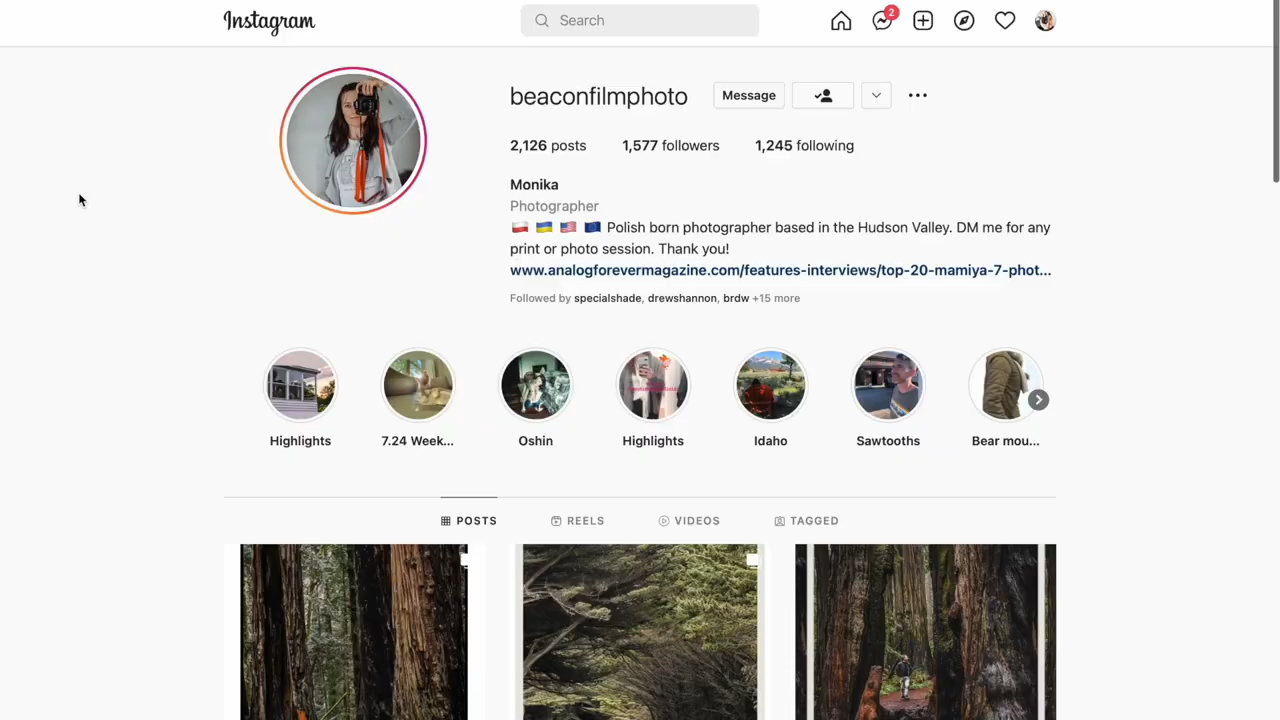 Instagram
Search
2
beaconfilmphoto
Message
2,126 posts 1,577 followers 1,245 following
Monika
Photographer
🇵🇱 🇺🇦 🇺🇸 🇪🇺 Polish born photographer based in the Hudson Valley. DM me for any
print or photo session. Thank you!
www.analogforevermagazine.com/features-interviews/top-20-mamiya-7-phot...
Followed by specialshade, drewshannon, brdw +15 more
Highlights 7.24 Week... Oshin Highlights Idaho Sawtooths Bear mou...
POSTS REELS VIDEOS TAGGED